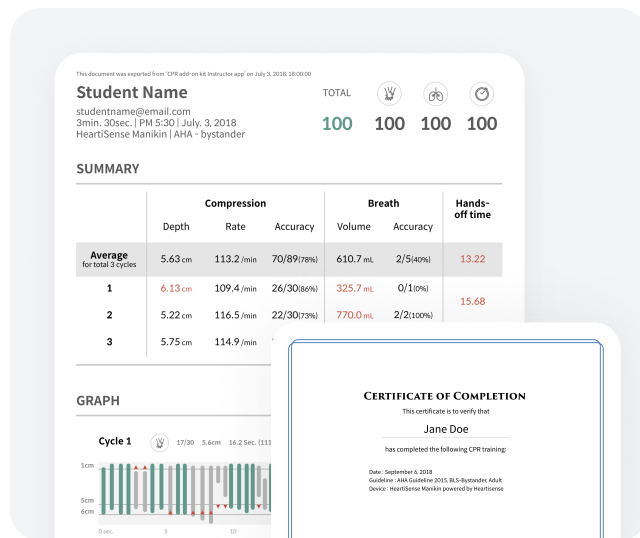 This document was exported from 'CPR add-on kit Instructor app' on July 3, 2018, 18:00:00
Student Name
studentname@email.com
3min. 30sec. | PM 5:30 | July. 3, 2018
HeartiSense Manikin | AHA - bystander
TOTAL
100 100 100 100
SUMMARY
Compression Breath Hands-
off time
Depth Rate Accuracy Volume Accuracy
Average
for total 3 cycles
5.63 cm 113.2 /min 70/89(78%) 610.7 mL 2/5(40%) 13.22
1 6.13 cm 109.4 /min 26/30(86%) 325.7 mL 0/1(0%)
15.68
2 5.22 cm 116.5 /min 22/30(73%) 770.0 mL 2/2(100%)
3 5.75 cm 114.9 /min
GRAPH
Cycle 1 17/30 5.6cm 16.2 Sec. (111
1cm
5cm
6cm
0 sec. 5 10
CERTIFICATE OF COMPLETION
This certificate is to verify that
Jane Doe
has completed the following CPR training:
Date : September 6, 2018
Guideline : AHA Guideline 2015, BLS-Bystander, Adult
Device : HeartiSense Manikin powered by Heartisense